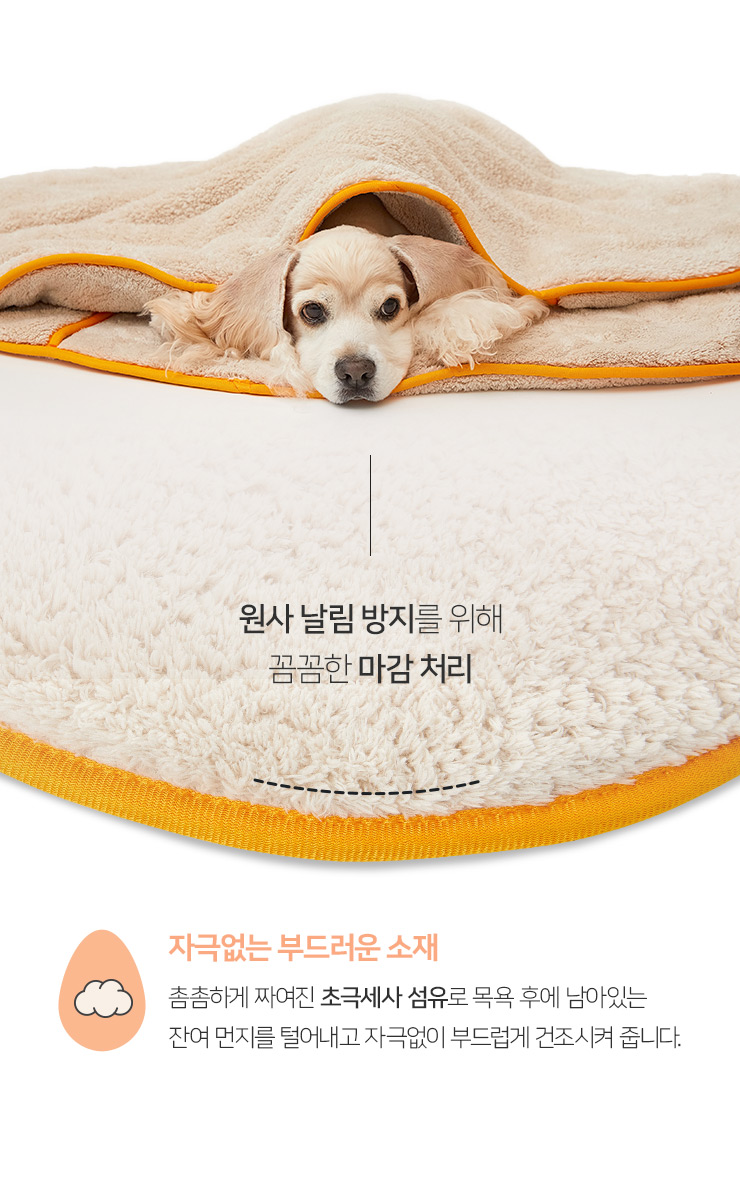 원사 날림 방지를 위해
꼼꼼한 마감 처리
자극없는 부드러운 소재
촘촘하게 짜여진 초극세사 섬유로 목욕 후에 남아있는
잔여 먼지를 털어내고 자극없이 부드럽게 건조시켜 줍니다.